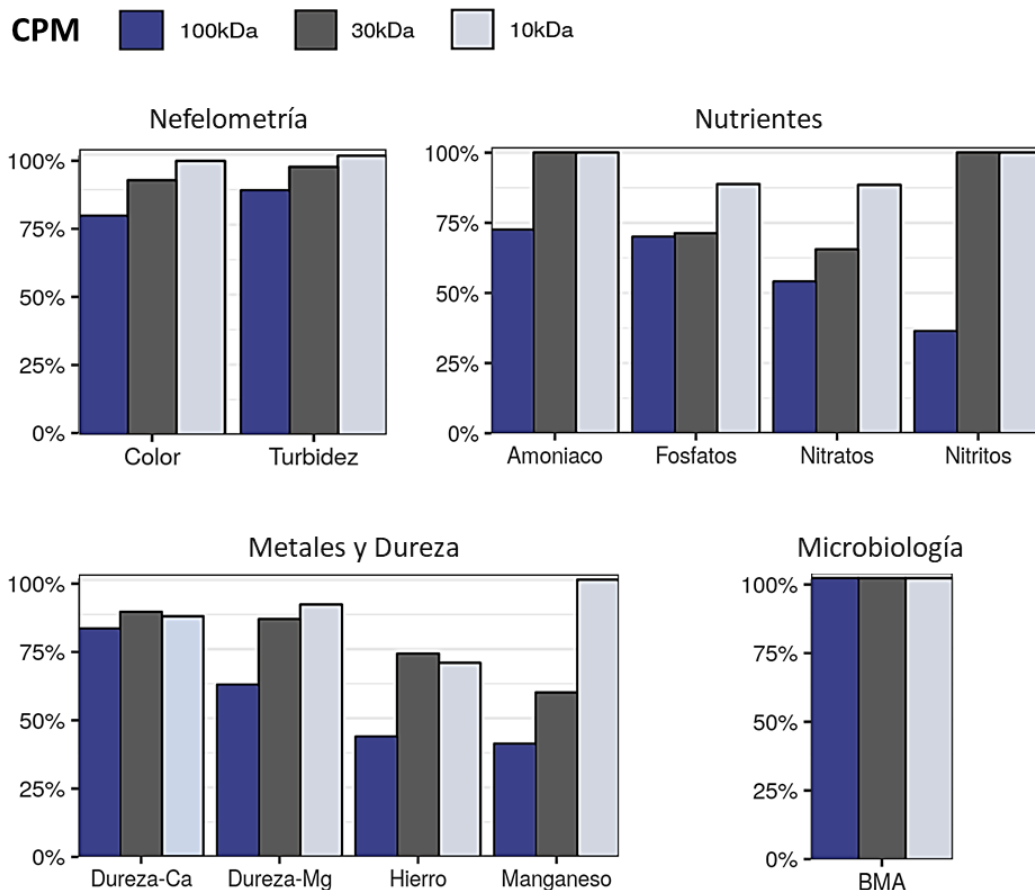 CPM 100kDa 30kDa 10kDa
Nefelometría
100%
75%
50%
25%
0%
Color Turbidez
Nutrientes
100%
75%
50%
25%
0%
Amoniaco Fosfatos Nitratos Nitritos
Metales y Dureza
100%
75%
50%
25%
0%
Dureza-Ca Dureza-Mg Hierro Manganeso
Microbiología
100%
75%
50%
25%
0%
BMA